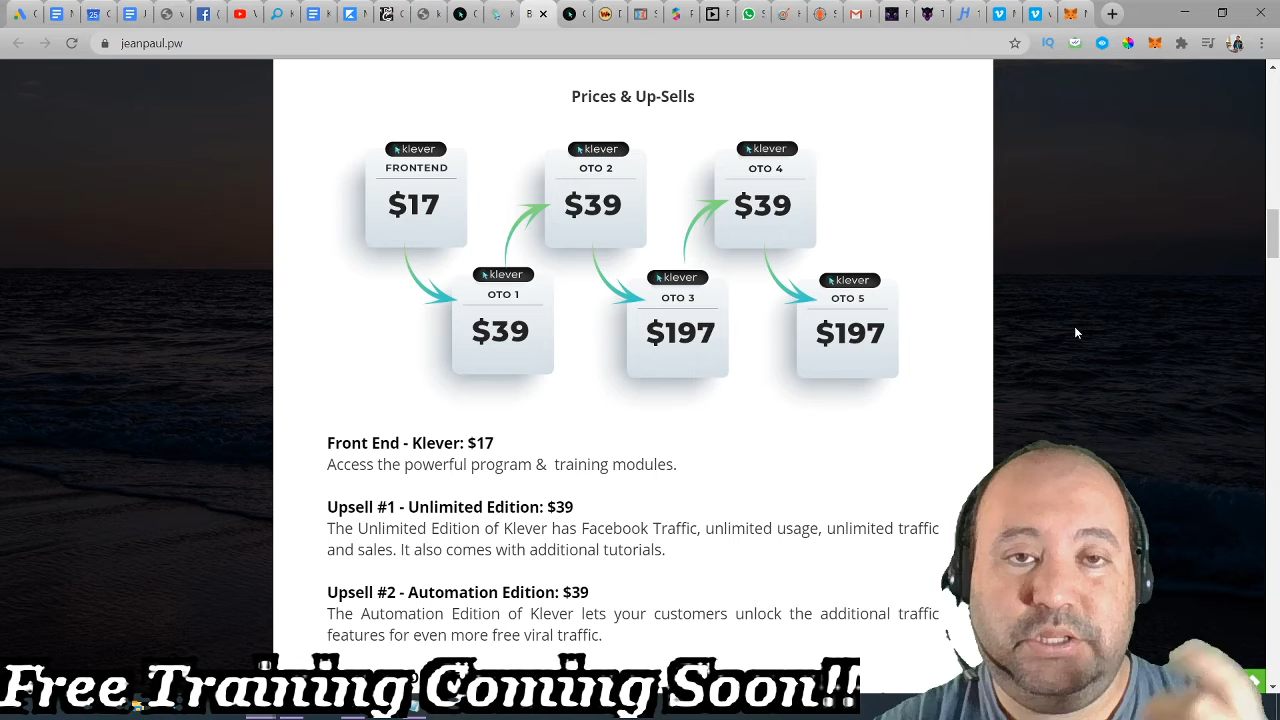 jeanpaul.pw
Prices & Up-Sells
klever
FRONTEND
$17
klever
OTO 2
$39
klever
OTO 4
$39
klever
OTO 1
$39
klever
OTO 3
$197
klever
OTO 5
$197
Front End - Klever: $17
Access the powerful program & training modules.
Upsell #1 - Unlimited Edition: $39
The Unlimited Edition of Klever has Facebook Traffic, unlimited usage, unlimited traffic
and sales. It also comes with additional tutorials.
Upsell #2 - Automation Edition: $39
The Automation Edition of Klever lets your customers unlock the additional traffic
features for even more free viral traffic.
Free Training Coming Soon!!